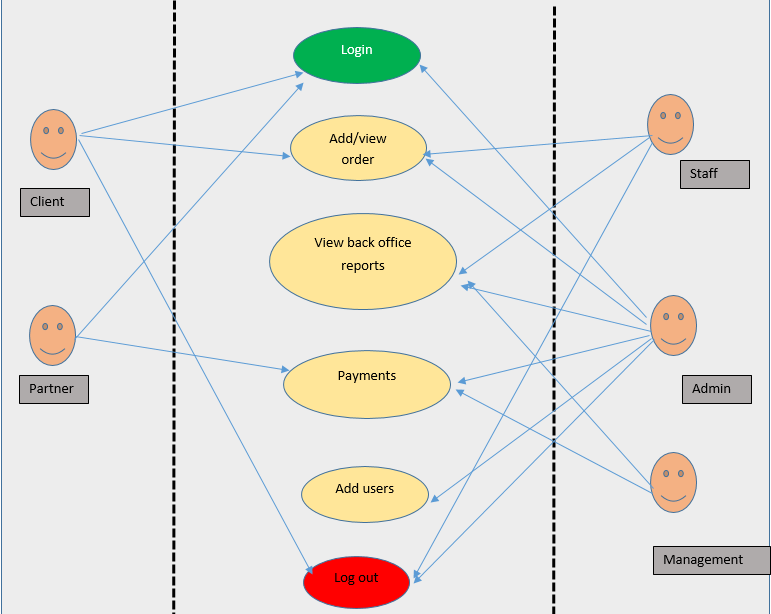 Login
Add/view
order
Staff
Client
View back office
reports
Payments
Partner
Admin
Add users
Management
Log out